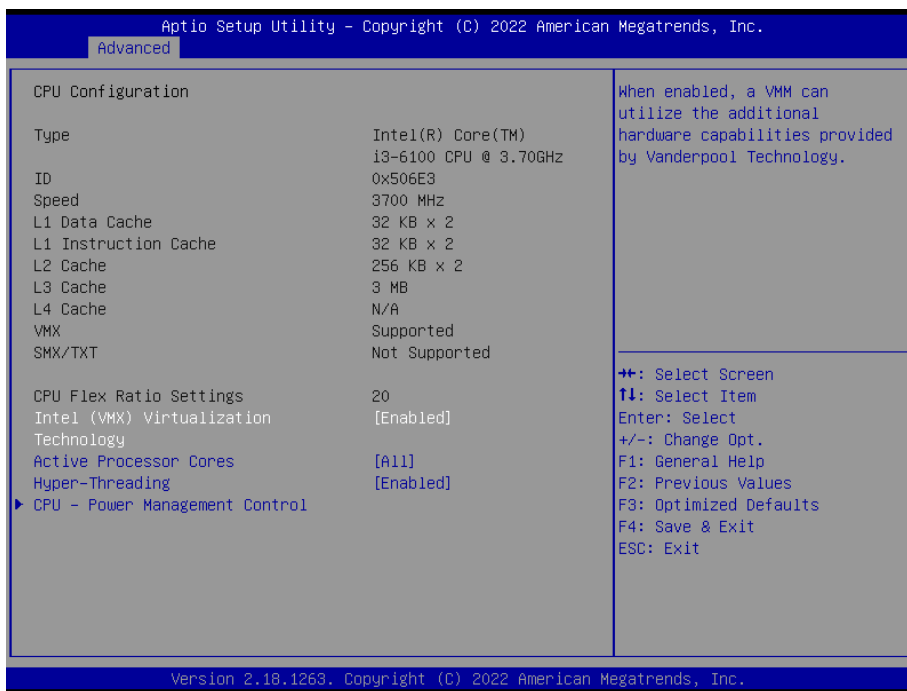 Aptio Setup Utility – Copyright (C) 2022 American Megatrends, Inc.
Advanced
CPU Configuration
Type Intel(R) Core(TM)
i3-6100 CPU @ 3.70GHz
ID 0x506E3
Speed 3700 MHz
L1 Data Cache 32 KB x 2
L1 Instruction Cache 32 KB x 2
L2 Cache 256 KB x 2
L3 Cache 3 MB
L4 Cache N/A
VMX Supported
SMX/TXT Not Supported
CPU Flex Ratio Settings 20
Intel (VMX) Virtualization [Enabled]
Technology
Active Processor Cores [All]
Hyper-Threading [Enabled]
▶ CPU – Power Management Control
When enabled, a VMM can
utilize the additional
hardware capabilities provided
by Vanderpool Technology.
→←: Select Screen
↑↓: Select Item
Enter: Select
+/-: Change Opt.
F1: General Help
F2: Previous Values
F3: Optimized Defaults
F4: Save & Exit
ESC: Exit
Version 2.18.1263. Copyright (C) 2022 American Megatrends, Inc.